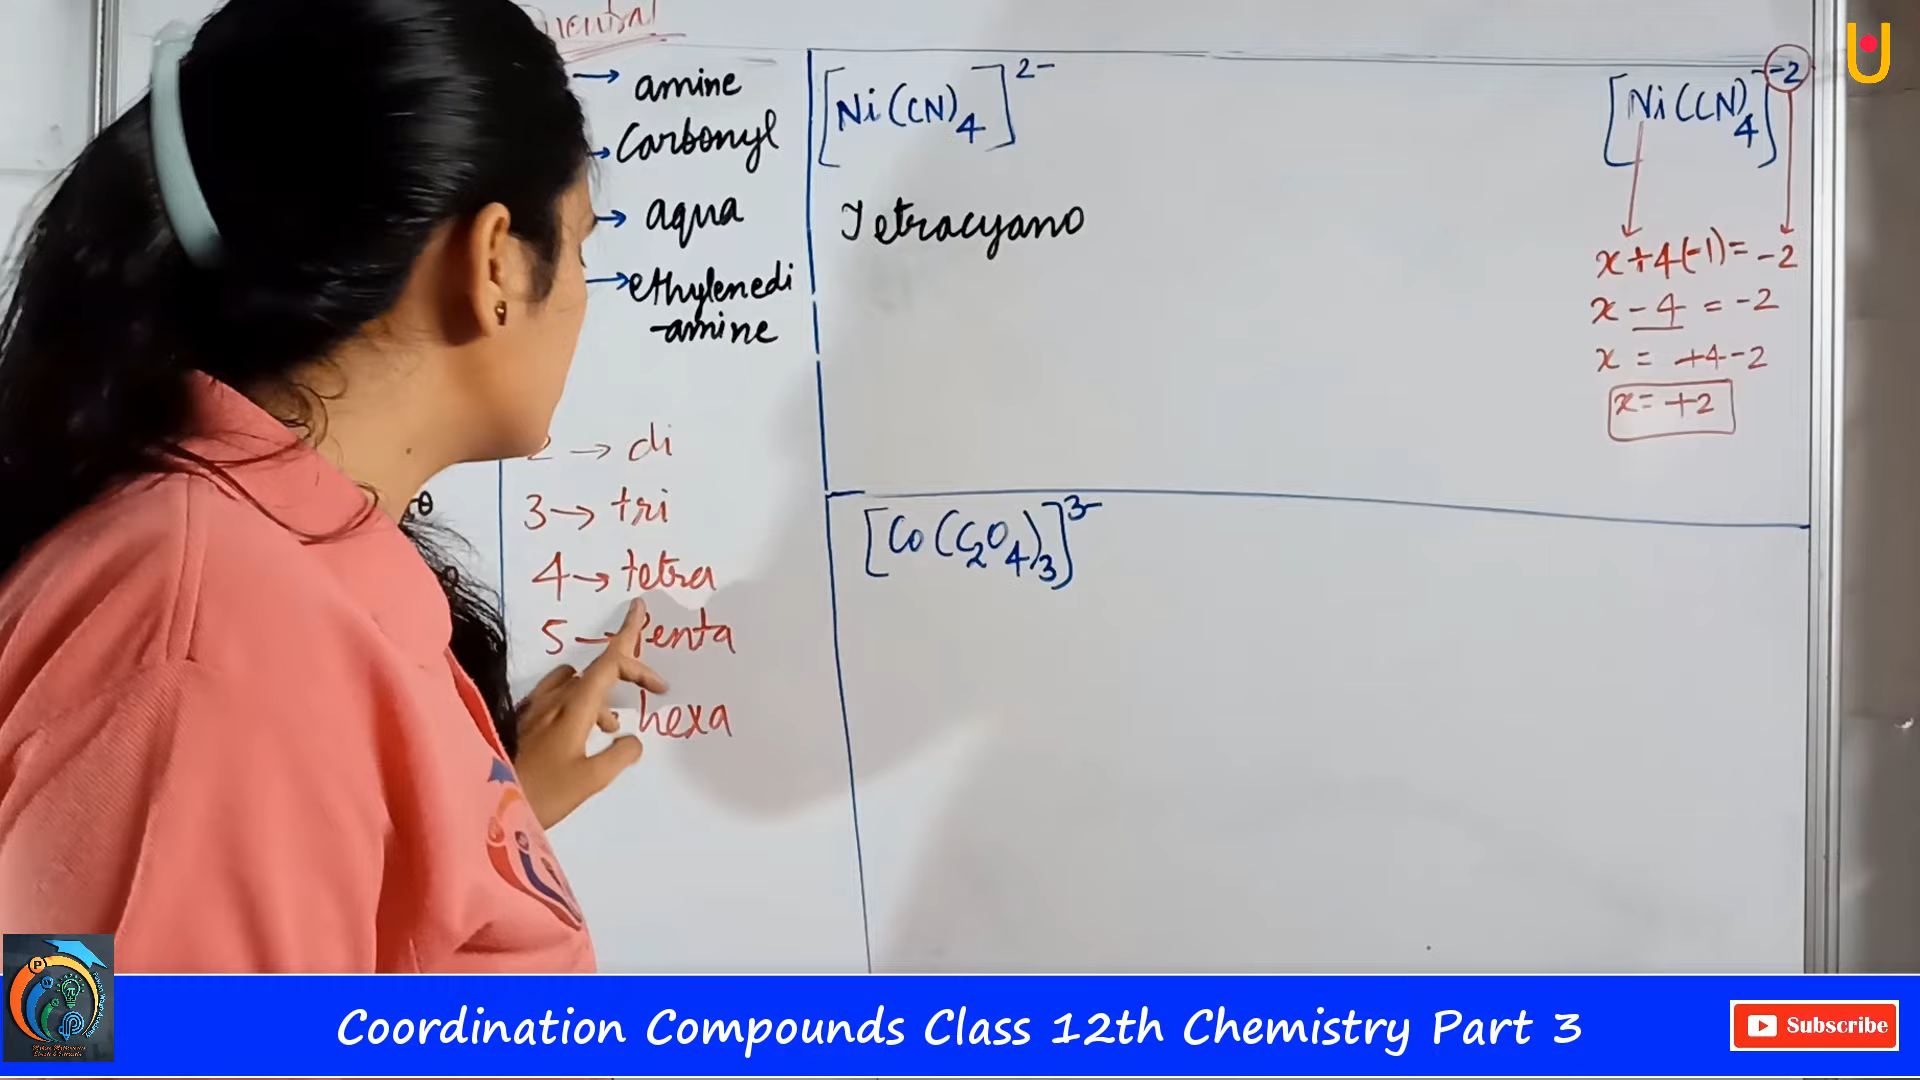 → amine
→ Carbonyl
→ aqua
→ ethylenedi
-amine
2 → di
3 → tri
4 → tetra
5 → Penta
hexa
[Ni(CN)₄]²⁻
Tetracyano
[Ni(CN)₄]⁻²
x+4(-1)=-2
x - 4 = -2
x = +4-2
x = +2
[Co(C₂O₄)₃]³⁻
Coordination Compounds Class 12th Chemistry Part 3
Subscribe